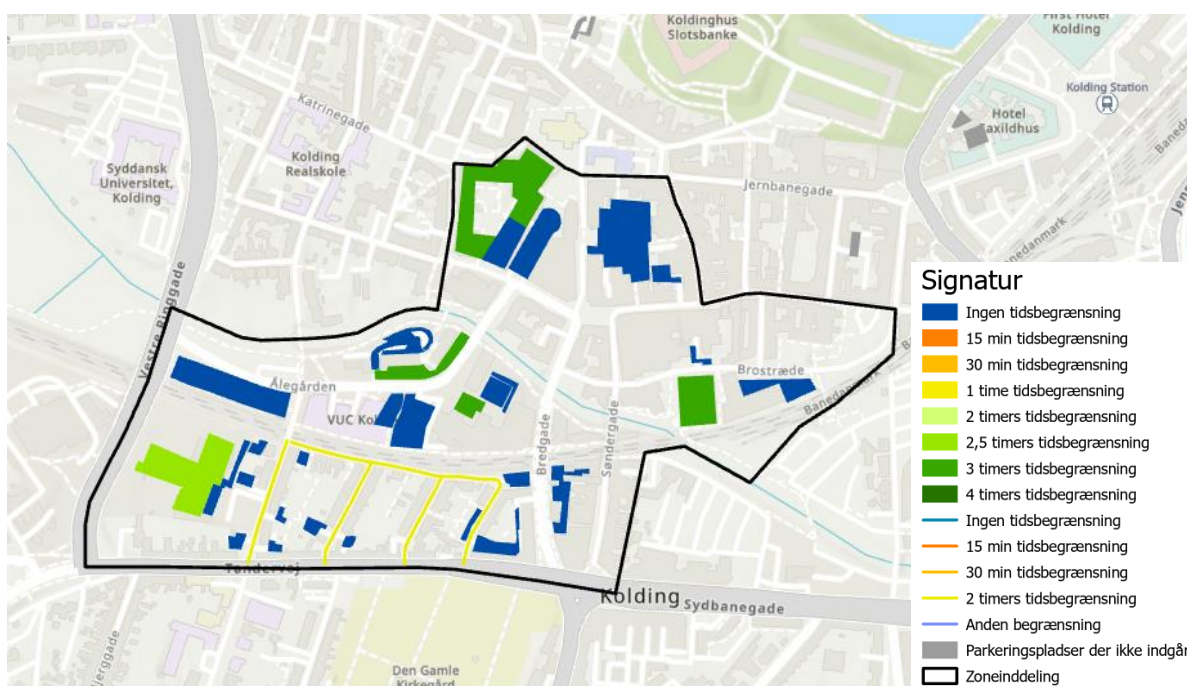 Koldinghus
Slotsbanke
First Hotel
Kolding
Kolding Station
Katrinegade
Hotel
Saxildhus
Kolding
Realskole
Syddansk
Universitet,
Kolding
Jernbanegade
Banedanmark
Vestre Ringgade
Ålegården
VUC Kol
Bredgade
Søndergade
Brostræde
Banedanmark
Tøndervej
Kolding
Sydbanegade
Den Gamle
Kirkegård
Signatur
Ingen tidsbegrænsning
15 min tidsbegrænsning
30 min tidsbegrænsning
1 time tidsbegrænsning
2 timers tidsbegrænsning
2,5 timers tidsbegrænsning
3 timers tidsbegrænsning
4 timers tidsbegrænsning
Ingen tidsbegrænsning
15 min tidsbegrænsning
30 min tidsbegrænsning
2 timers tidsbegrænsning
Anden begrænsning
Parkeringspladser der ikke indgår
Zoneinddeling